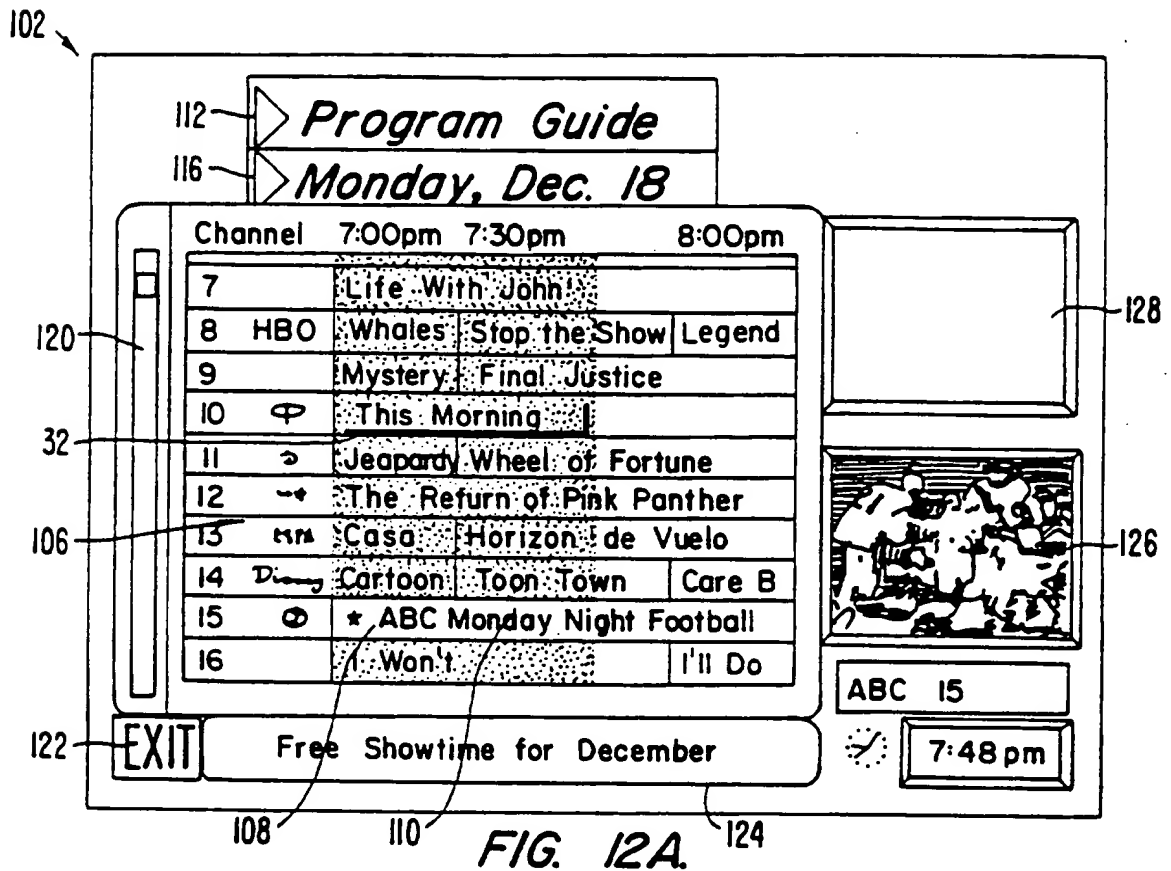 102
112 Program Guide
116 Monday, Dec. 18
Channel 7:00pm 7:30pm 8:00pm
7 Life With John
120
128
8 HBO Whales Stop the Show Legend
9 Mystery Final Justice
10 This Morning
32
11 Jeapardy Wheel of Fortune
12 The Return of Pink Panther
106
126
13 Casa Horizon de Vuelo
14 Cartoon Toon Town Care B
15 ★ ABC Monday Night Football
16 I Won't I'll Do
ABC 15
122 EXIT Free Showtime for December 7:48pm
108 110 124
FIG. 12A.